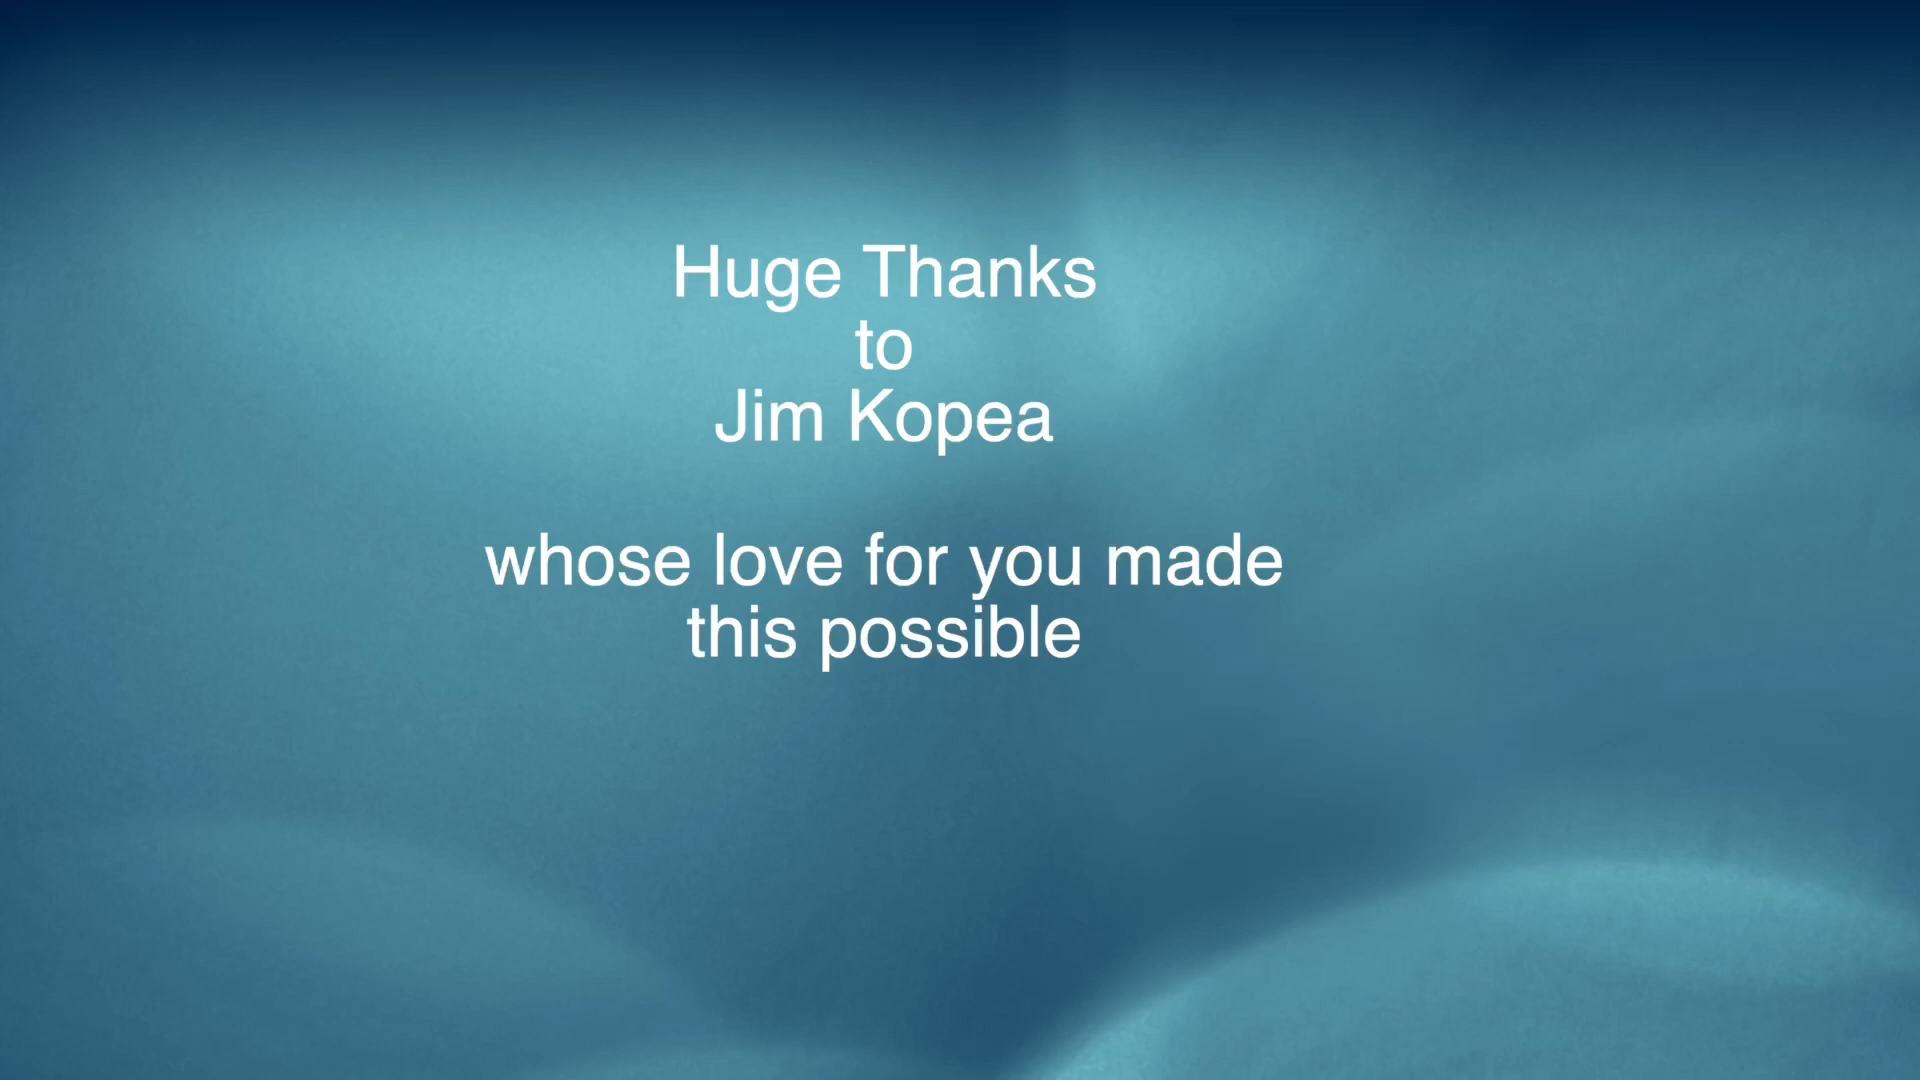 Huge Thanks
to
Jim Kopea
whose love for you made
this possible